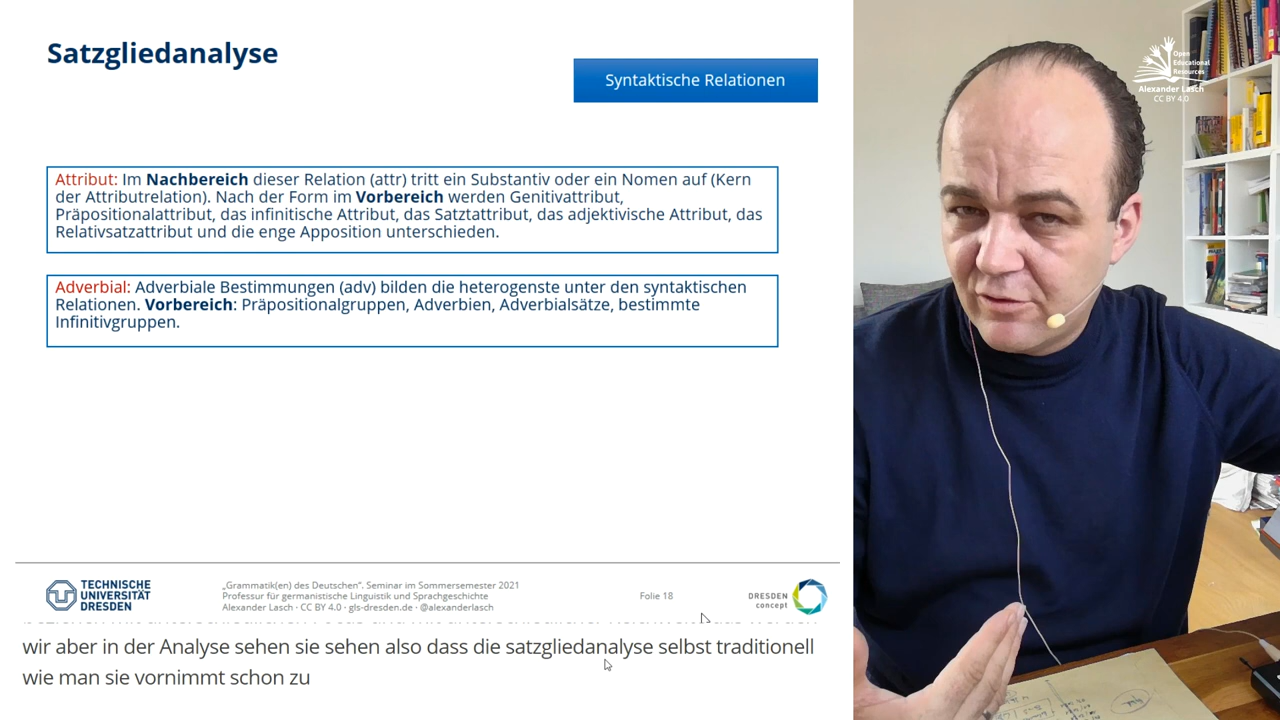 Satzgliedanalyse
Syntaktische Relationen
Open
Educational
Resources
Alexander Lasch
CC BY 4.0
Attribut: Im Nachbereich dieser Relation (attr) tritt ein Substantiv oder ein Nomen auf (Kern
der Attributrelation). Nach der Form im Vorbereich werden Genitivattribut,
Präpositionalattribut, das infinitische Attribut, das Satztattribut, das adjektivische Attribut, das
Relativsatzattribut und die enge Apposition unterschieden.
Adverbial: Adverbiale Bestimmungen (adv) bilden die heterogenste unter den syntaktischen
Relationen. Vorbereich: Präpositionalgruppen, Adverbien, Adverbialsätze, bestimmte
Infinitivgruppen.
TECHNISCHE
UNIVERSITÄT
DRESDEN
„Grammatik(en) des Deutschen“. Seminar im Sommersemester 2021
Professur für germanistische Linguistik und Sprachgeschichte
Alexander Lasch · CC BY 4.0 · gls-dresden.de · @alexanderlasch
Folie 18
DRESDEN
concept
wir aber in der Analyse sehen sie sehen also dass die satzgliedanalyse selbst traditionell
wie man sie vornimmt schon zu